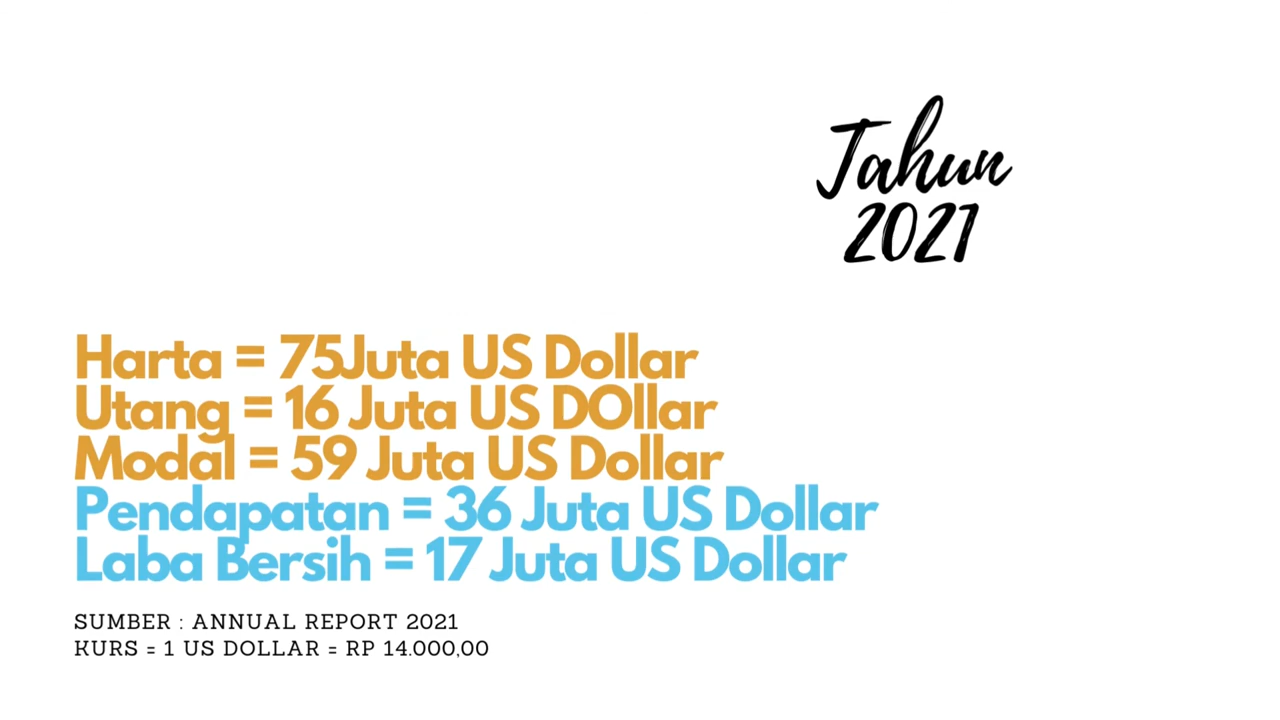 Tahun
2021
Harta = 75Juta US Dollar
Utang = 16 Juta US DOllar
Modal = 59 Juta US Dollar
Pendapatan = 36 Juta US Dollar
Laba Bersih = 17 Juta US Dollar
SUMBER : ANNUAL REPORT 2021
KURS = 1 US DOLLAR = RP 14.000,00